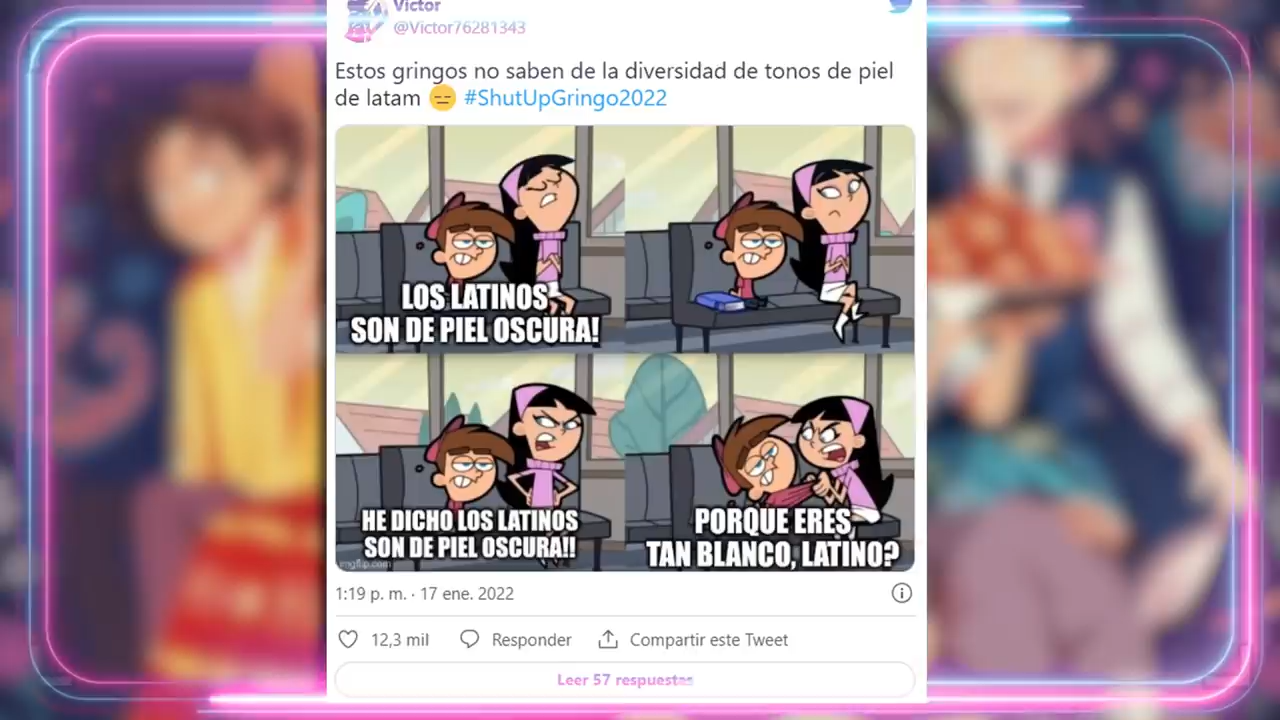 Victor
@Victor76281343
Estos gringos no saben de la diversidad de tonos de piel
de latam 😑 #ShutUpGringo2022
LOS LATINOS
SON DE PIEL OSCURA!
HE DICHO LOS LATINOS
SON DE PIEL OSCURA!!
PORQUE ERES
TAN BLANCO, LATINO?
imgflip.com
1:19 p. m. · 17 ene. 2022
12,3 mil
Responder
Compartir este Tweet
Leer 57 respuestas